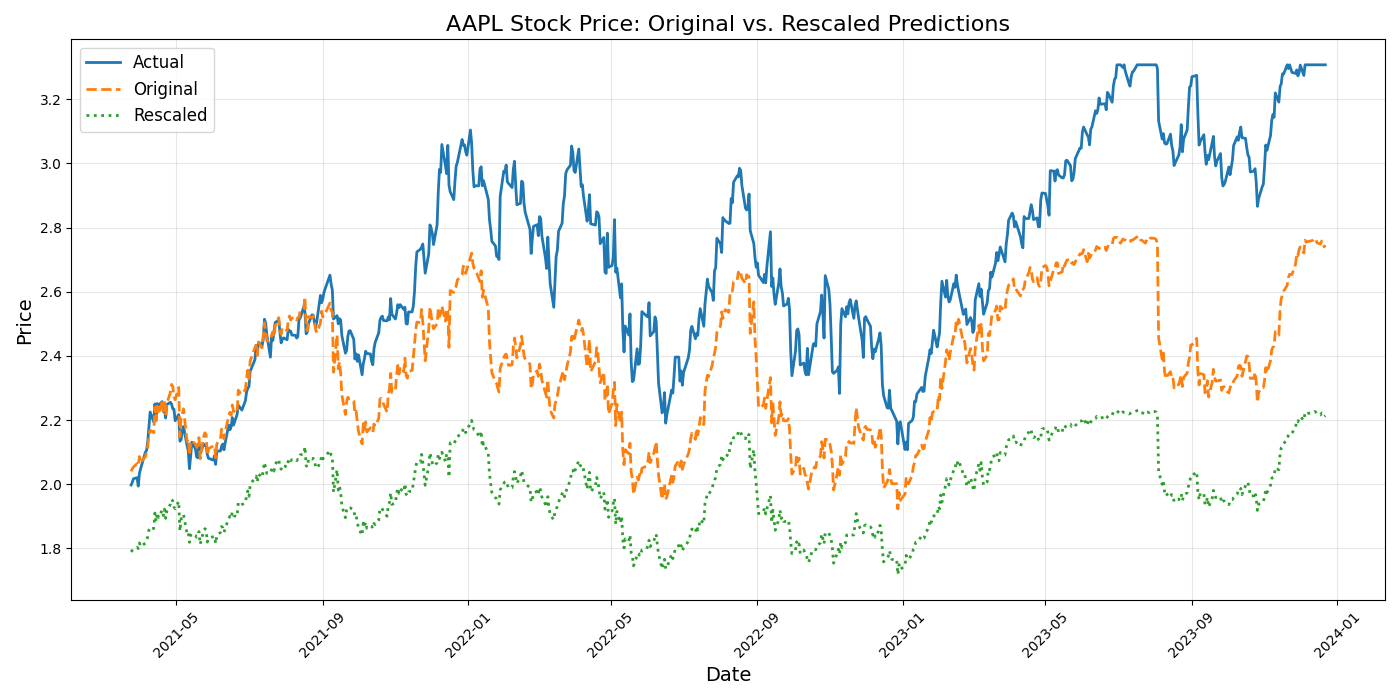 AAPL Stock Price: Original vs. Rescaled Predictions
Actual
Original
Rescaled
Price
3.2
3.0
2.8
2.6
2.4
2.2
2.0
1.8
2021-05
2021-09
2022-01
2022-05
2022-09
2023-01
2023-05
2023-09
2024-01
Date